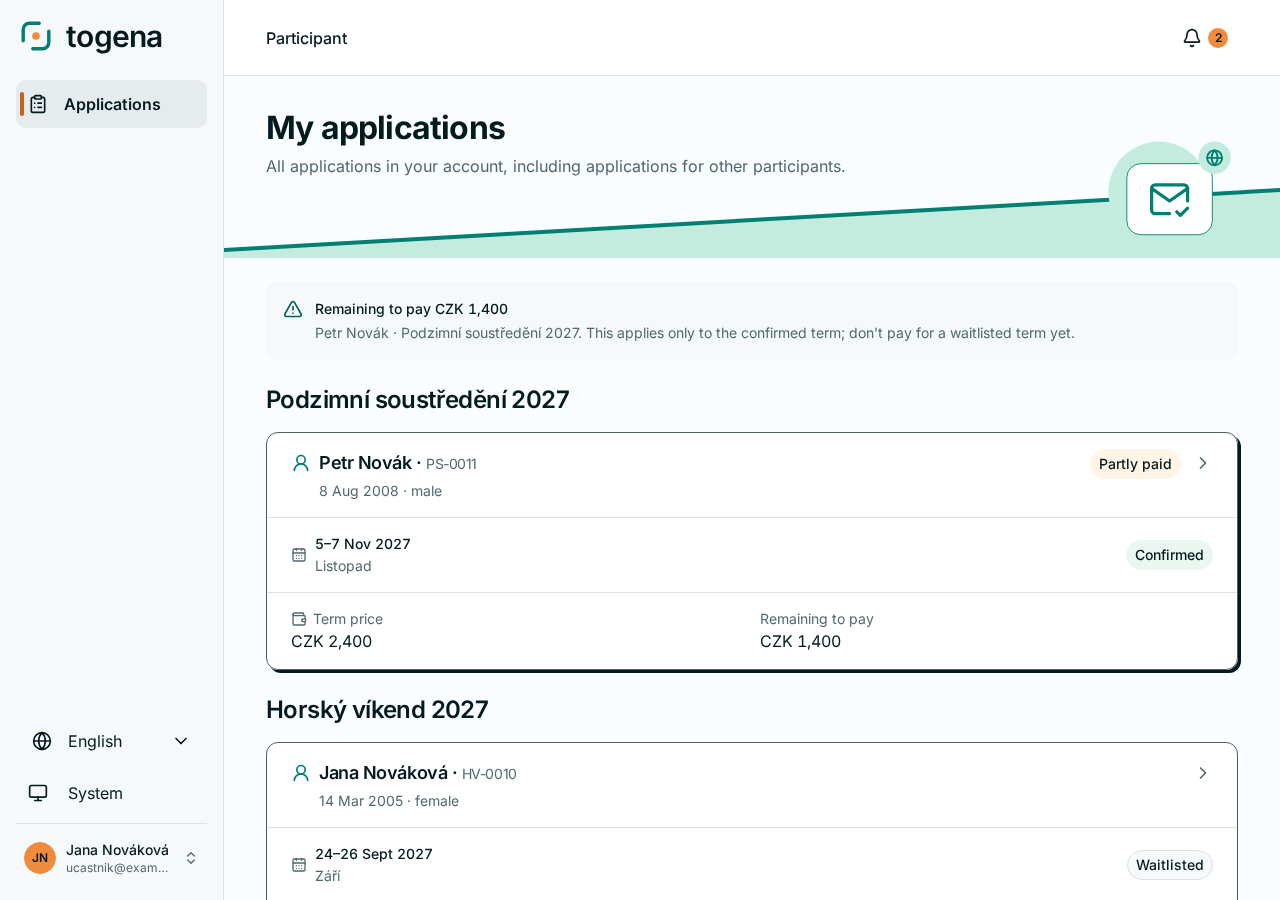 togena
Participant
2
Applications
My applications
All applications in your account, including applications for other participants.
Remaining to pay CZK 1,400
Petr Novák · Podzimní soustředění 2027. This applies only to the confirmed term; don't pay for a waitlisted term yet.
Podzimní soustředění 2027
Petr Novák · PS-0011
Partly paid
8 Aug 2008 · male
5–7 Nov 2027
Listopad
Confirmed
Term price
CZK 2,400
Remaining to pay
CZK 1,400
Horský víkend 2027
Jana Nováková · HV-0010
14 Mar 2005 · female
24–26 Sept 2027
Září
Waitlisted
English
System
JN
Jana Nováková
ucastnik@exam...